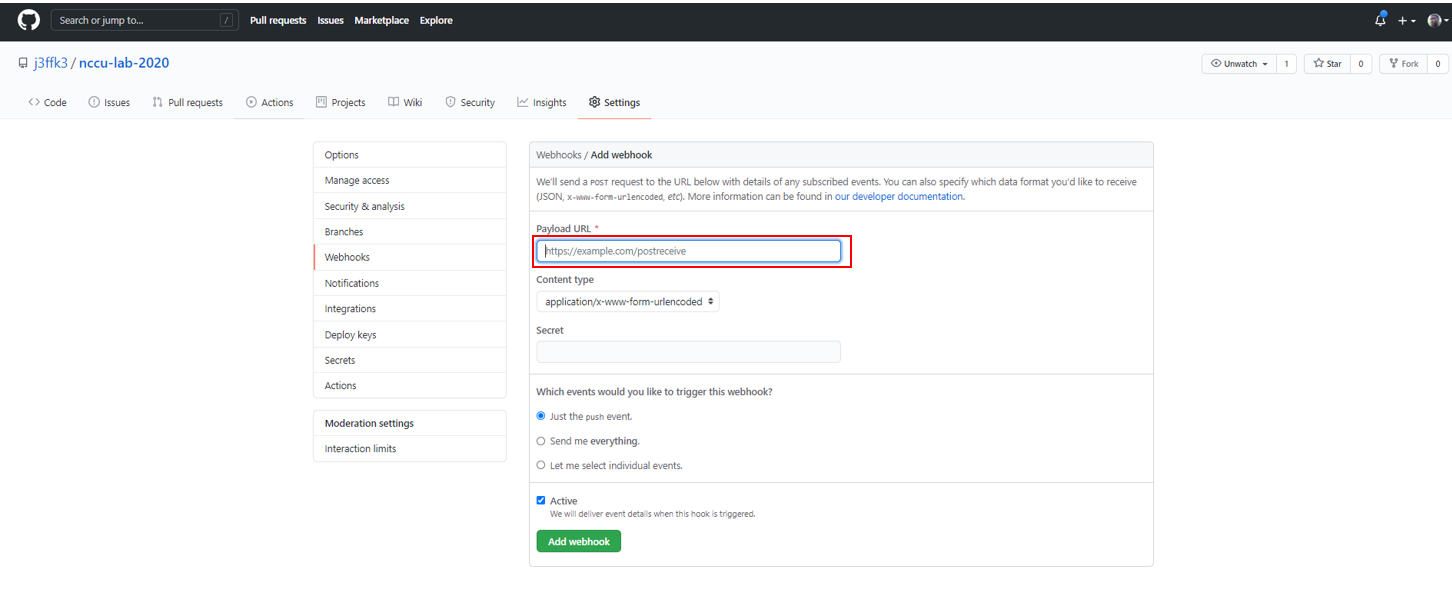 Search or jump to... /
Pull requests Issues Marketplace Explore
j3ffk3 / nccu-lab-2020
Unwatch 1 Star 0 Fork 0
Code Issues Pull requests Actions Projects Wiki Security Insights Settings
Options
Manage access
Security & analysis
Branches
Webhooks
Notifications
Integrations
Deploy keys
Secrets
Actions
Moderation settings
Interaction limits
Webhooks / Add webhook
We'll send a POST request to the URL below with details of any subscribed events. You can also specify which data format you'd like to receive
(JSON, x-www-form-urlencoded, etc). More information can be found in our developer documentation.
Payload URL *
https://example.com/postreceive
Content type
application/x-www-form-urlencoded
Secret
Which events would you like to trigger this webhook?
Just the push event.
Send me everything.
Let me select individual events.
Active
We will deliver event details when this hook is triggered.
Add webhook